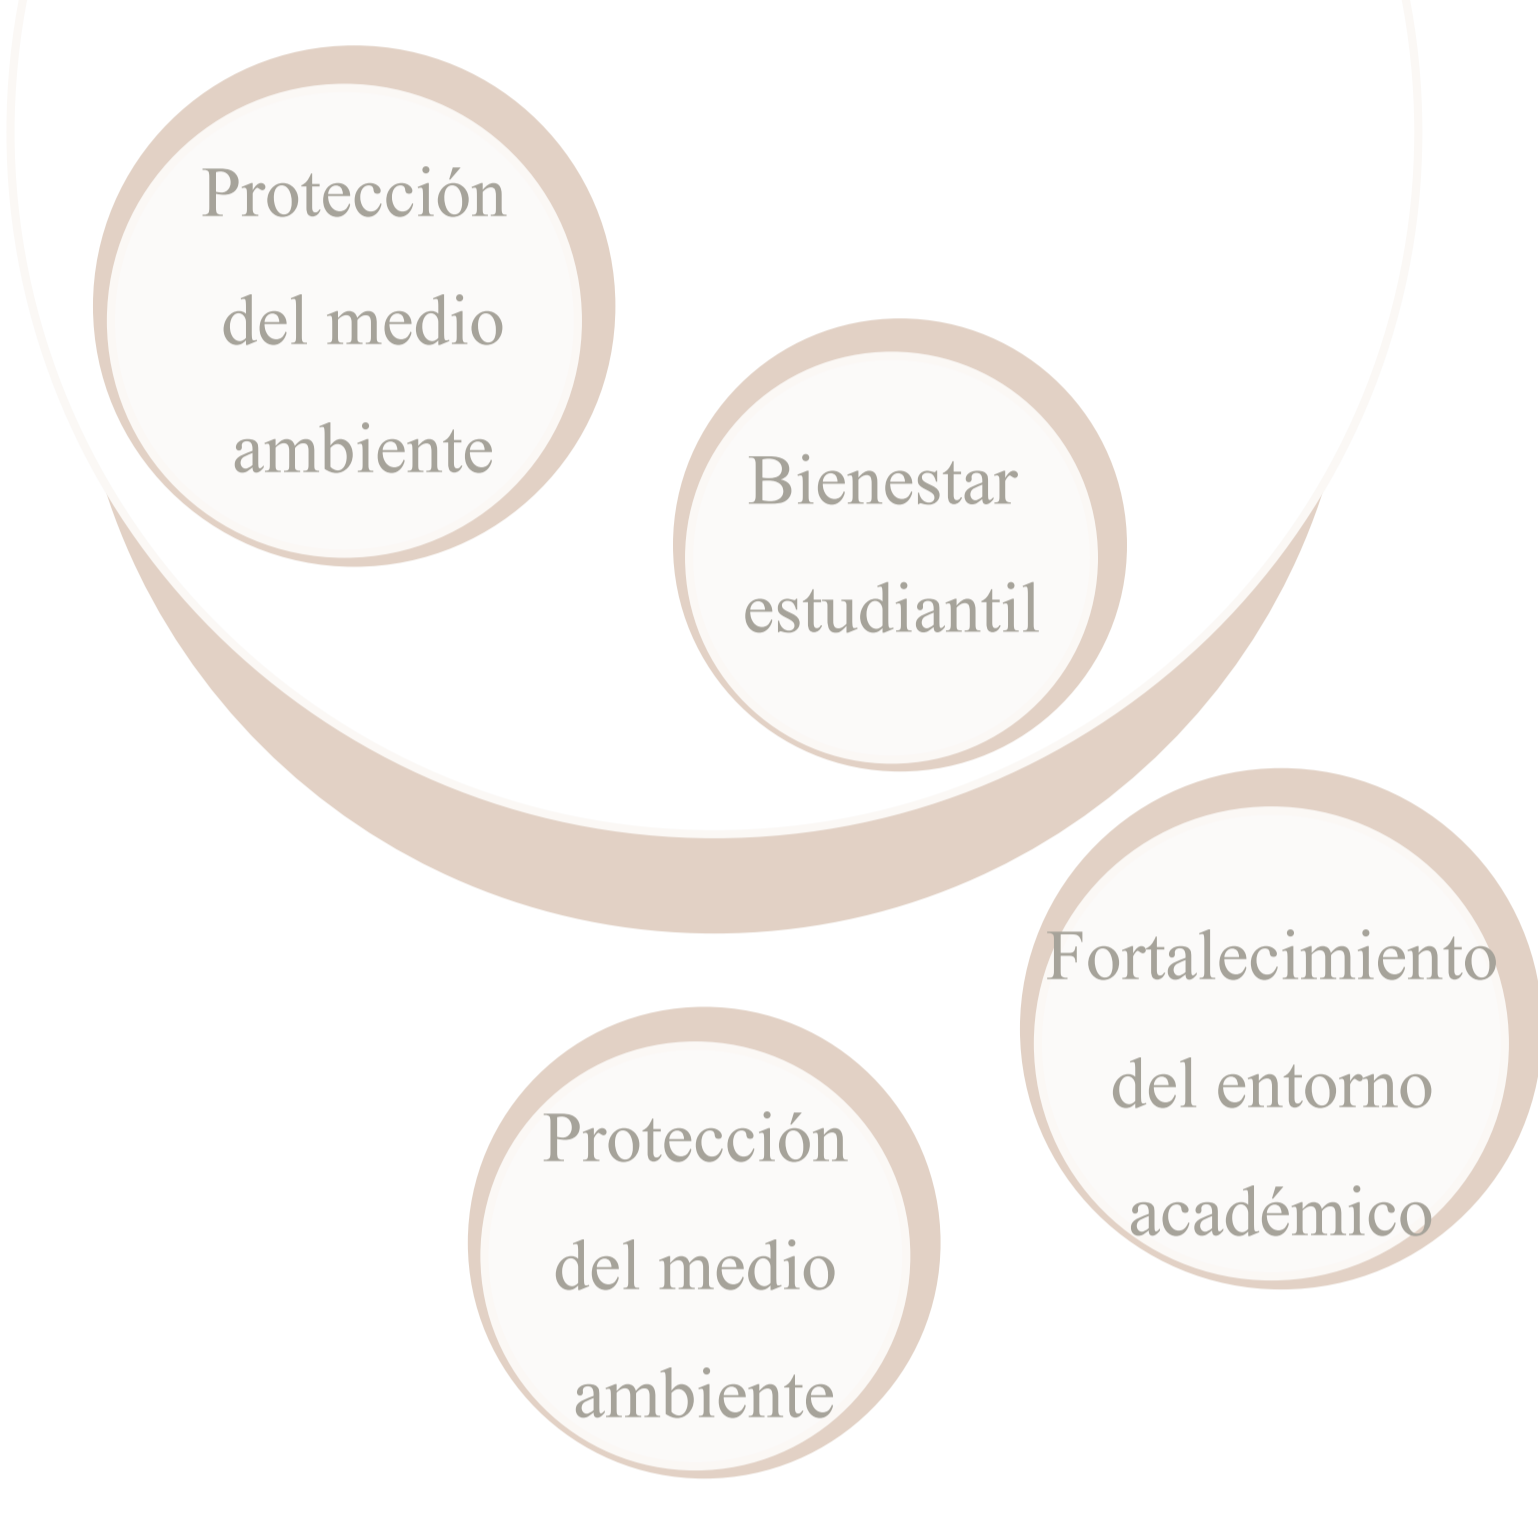 Protección
del medio
ambiente
Bienestar
estudiantil
Fortalecimiento
del entorno
académico
Protección
del medio
ambiente